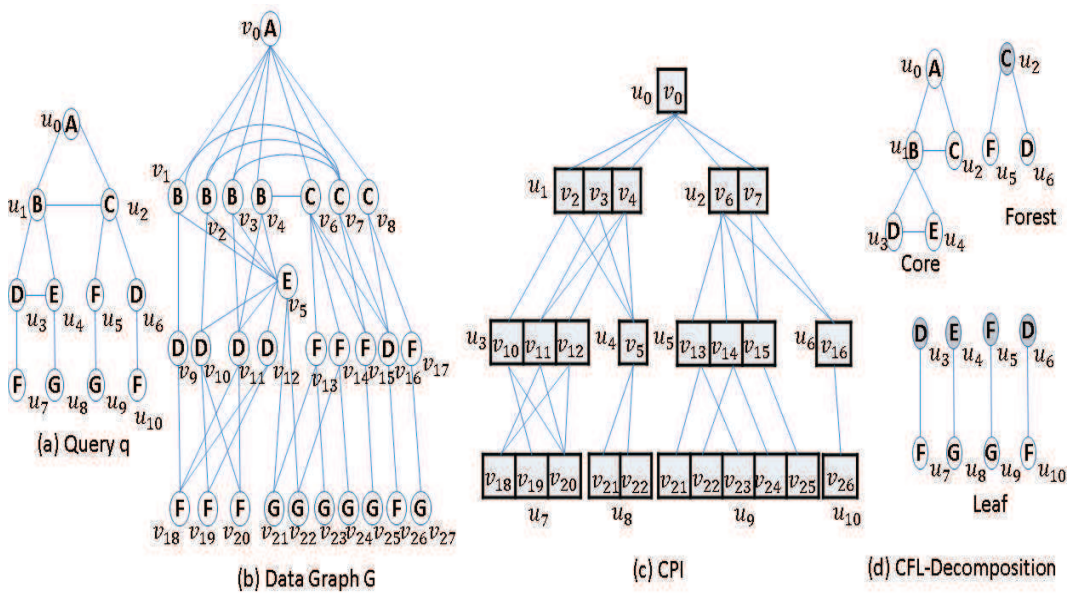 v0 A
u0 A
v1
B B B B C C C
v2 v3 v4 v6 v7 v8
u1 B C u2
E
v5
D E F D
u3 u4 u5 u6
D D D D F F F D F
v9 v10 v11 v12 v13 v14 v15 v16 v17
F G G F
u7 u8 u9 u10
(a) Query q
F F F G G G G G F G
v18 v19 v20 v21 v22 v23 v24 v25 v26 v27
(b) Data Graph G
u0 v0
u1 v2 v3 v4 u2 v6 v7
u3 v10 v11 v12 u4 v5 u5 v13 v14 v15 u6 v16
v18 v19 v20 v21 v22 v21 v22 v23 v24 v25 v26
u7 u8 u9 u10
(c) CPI
u0 A C u2
u1 B C u2 F u5 D u6
Forest
u3 D E u4
Core
D E F D
u3 u4 u5 u6
F G G F
u7 u8 u9 u10
Leaf
(d) CFL-Decomposition